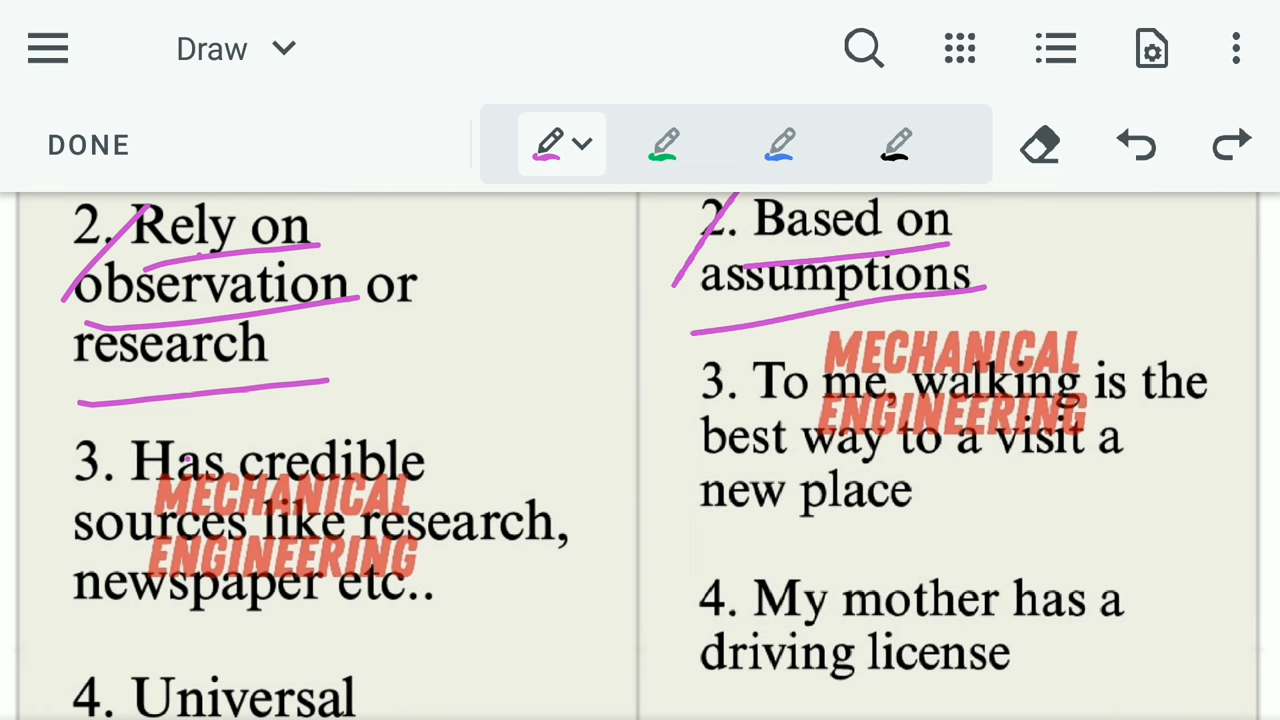 Draw
DONE
2. Rely on
observation or
research
3. Has credible
sources like research,
newspaper etc..
4. Universal
2. Based on
assumptions
3. To me, walking is the
best way to a visit a
new place
4. My mother has a
driving license
MECHANICAL
ENGINEERING
MECHANICAL
ENGINEERING